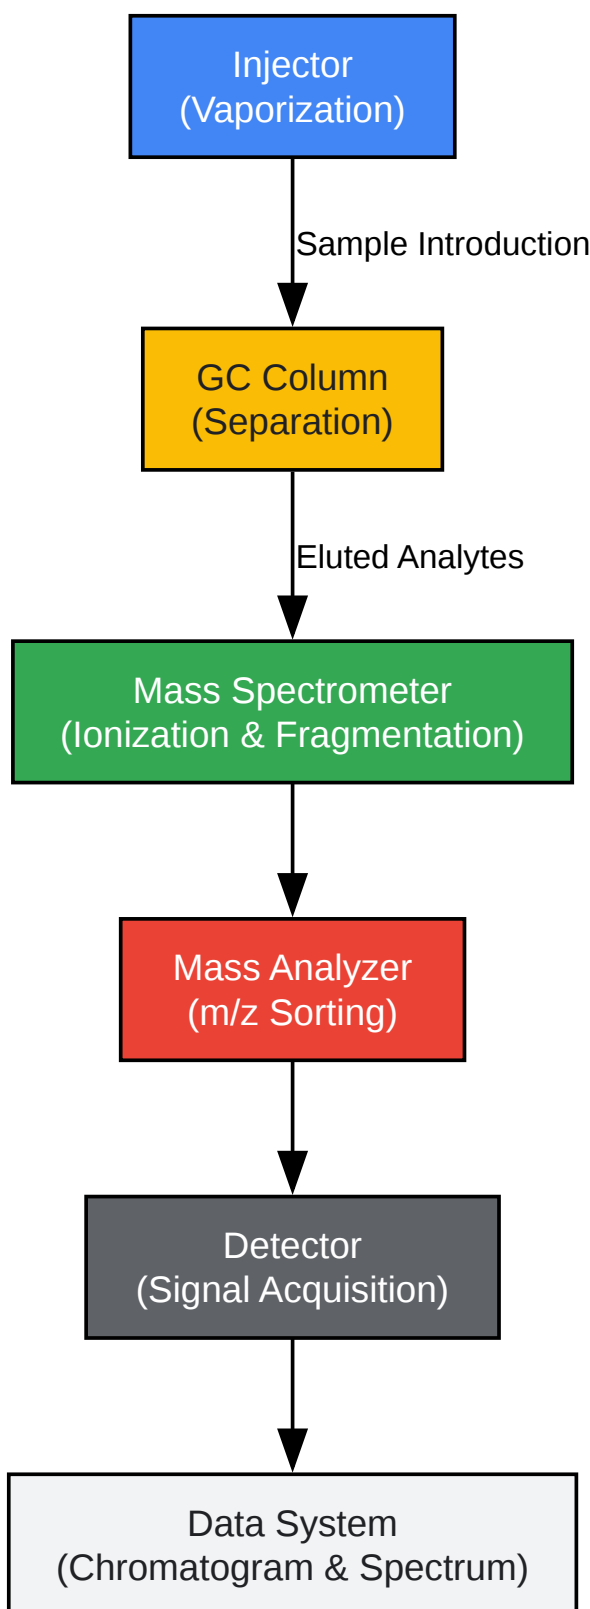 Injector
(Vaporization)
Sample Introduction
GC Column
(Separation)
Eluted Analytes
Mass Spectrometer
(Ionization & Fragmentation)
Mass Analyzer
(m/z Sorting)
Detector
(Signal Acquisition)
Data System
(Chromatogram & Spectrum)